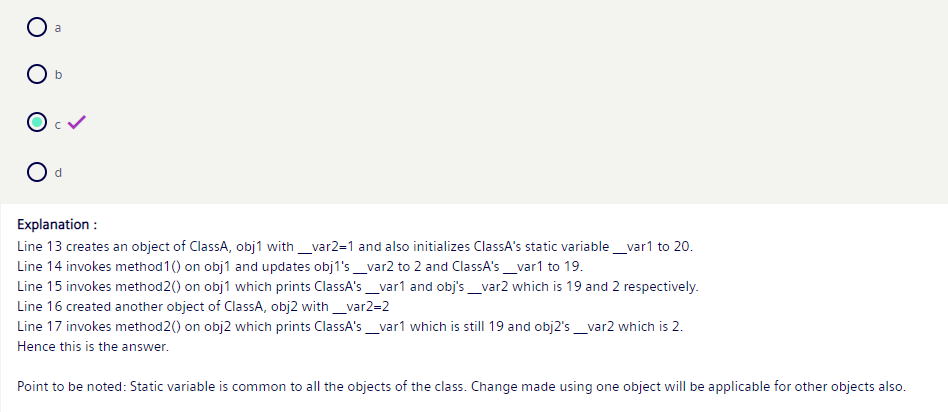 a
b
c
d
Explanation :
Line 13 creates an object of ClassA, obj1 with __var2=1 and also initializes ClassA's static variable __var1 to 20.
Line 14 invokes method1() on obj1 and updates obj1's __var2 to 2 and ClassA's __var1 to 19.
Line 15 invokes method2() on obj1 which prints ClassA's __var1 and obj's __var2 which is 19 and 2 respectively.
Line 16 created another object of ClassA, obj2 with __var2=2
Line 17 invokes method2() on obj2 which prints ClassA's __var1 which is still 19 and obj2's __var2 which is 2.
Hence this is the answer.
Point to be noted: Static variable is common to all the objects of the class. Change made using one object will be applicable for other objects also.